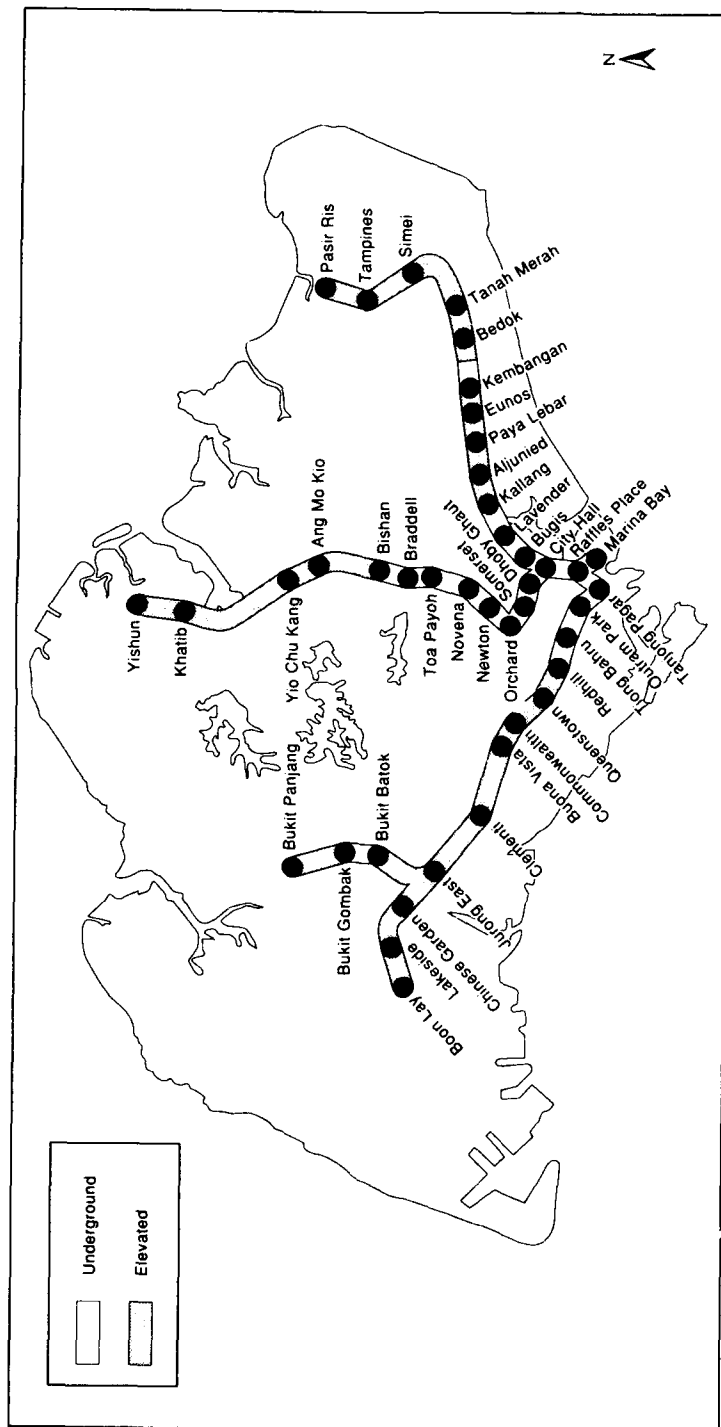 Underground
Elevated
N
Yishun
Khatib
Yio Chu Kang
Ang Mo Kio
Bishan
Braddell
Toa Payoh
Novena
Newton
Orchard
Somerset
Dhoby Ghaut
City Hall
Raffles Place
Marina Bay
Bukit Panjang
Bukit Gombak
Bukit Batok
Boon Lay
Lakeside
Chinese Garden
Jurong East
Clementi
Buona Vista
Commonwealth
Queenstown
Redhill
Tiong Bahru
Outram Park
Tanjong Pagar
Bugis
Lavender
Kallang
Aljunied
Paya Lebar
Eunos
Kembangan
Bedok
Tanah Merah
Simei
Tampines
Pasir Ris